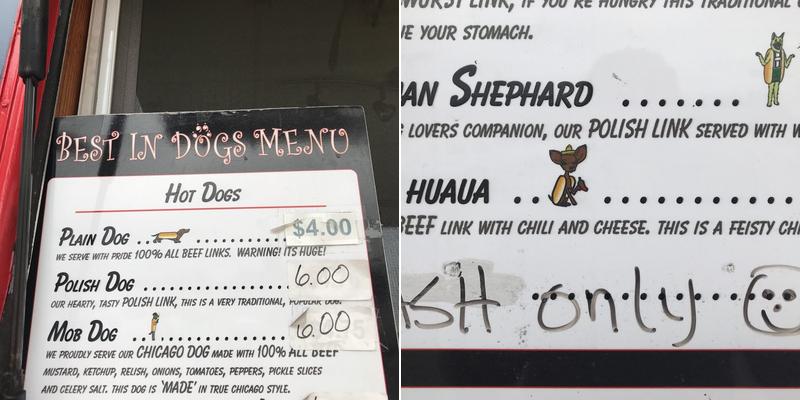 BEST IN DOGS MENU
HOT DOGS
PLAIN DOG .. .......... $4.00
WE SERVE WITH PRIDE 100% ALL BEEF LINKS. WARNING! ITS HUGE!
POLISH DOG .............. 6.00
OUR HEARTY, TASTY POLISH LINK, THIS IS A VERY TRADITIONAL, POPULAR DOG.
MOB DOG .. ............. 6.00
WE PROUDLY SERVE OUR CHICAGO DOG MADE WITH 100% ALL BEEF
MUSTARD, KETCHUP, RELISH, ONIONS, TOMATOES, PEPPERS, PICKLE SLICES
AND CELERY SALT. THIS DOG IS 'MADE' IN TRUE CHICAGO STYLE.
WURST LINK, IF YOU'RE HUNGRY THIS TRADITIONAL
E YOUR STOMACH.
AN SHEPHARD .......
LOVERS COMPANION, OUR POLISH LINK SERVED WITH
HUAUA .. ............
BEEF LINK WITH CHILI AND CHEESE. THIS IS A FEISTY CH
ASH only